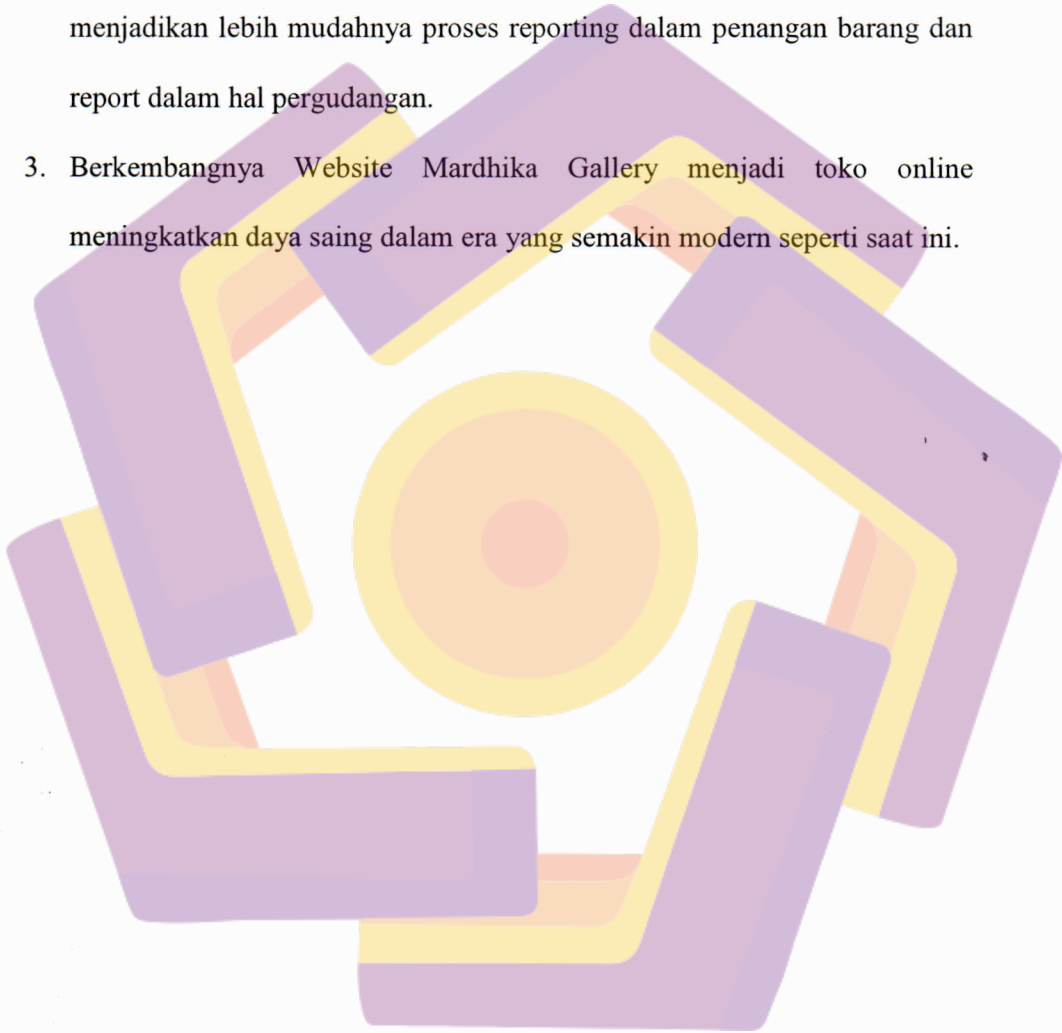 menjadikan lebih mudahnya proses reporting dalam penangan barang dan
report dalam hal pergudangan.
3. Berkembangnya Website Mardhika Gallery menjadi toko online
meningkatkan daya saing dalam era yang semakin modern seperti saat ini.